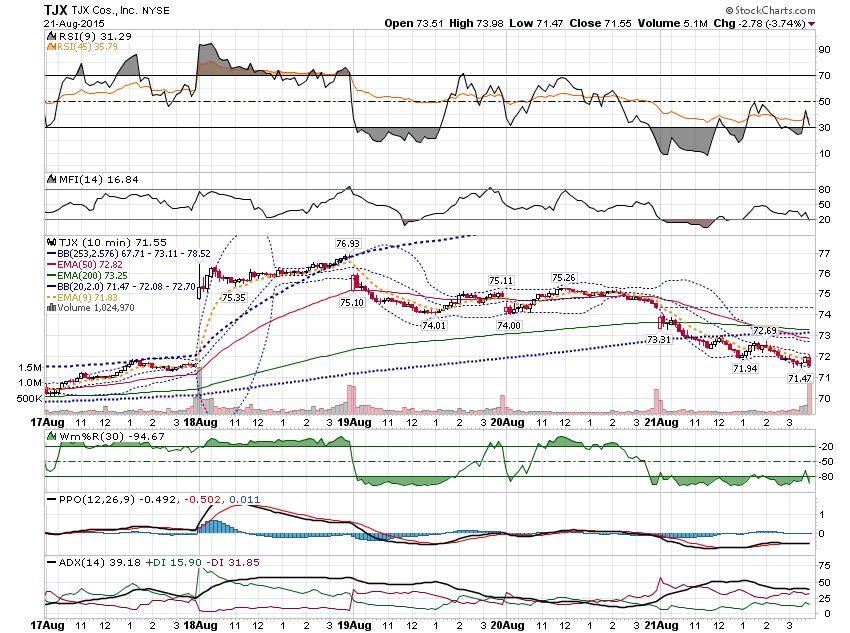 TJX TJX Cos., Inc. NYSE © StockCharts.com
21-Aug-2015 Open 73.51 High 73.98 Low 71.47 Close 71.55 Volume 5.1M Chg -2.78 (-3.74%)
RSI(9) 31.29
RSI(45) 35.79
90
70
50
30
10
MFI(14) 16.84
80
50
20
TJX (10 min) 71.55
BB(253,2.576) 67.71 - 73.11 - 78.52
EMA(50) 72.82
EMA(200) 73.25
BB(20,2.0) 71.47 - 72.08 - 72.70
EMA(9) 71.83
Volume 1,024,970
76.93
75.35
75.10
74.01
75.11
74.00
75.26
73.31
72.69
71.94
71.47
77
76
75
74
73
72
71
70
1.5M
1.0M
500K
17Aug 11 12 1 2 3 18Aug 11 12 1 2 3 19Aug 11 12 1 2 3 20Aug 11 12 1 2 3 21Aug 11 12 1 2 3
Wm%R(30) -94.67
-20
-50
-80
PPO(12,26,9) -0.492, -0.502, 0.011
1
0
ADX(14) 39.18 +DI 15.90 -DI 31.85
75
50
25
0
17Aug 11 12 1 2 3 18Aug 11 12 1 2 3 19Aug 11 12 1 2 3 20Aug 11 12 1 2 3 21Aug 11 12 1 2 3